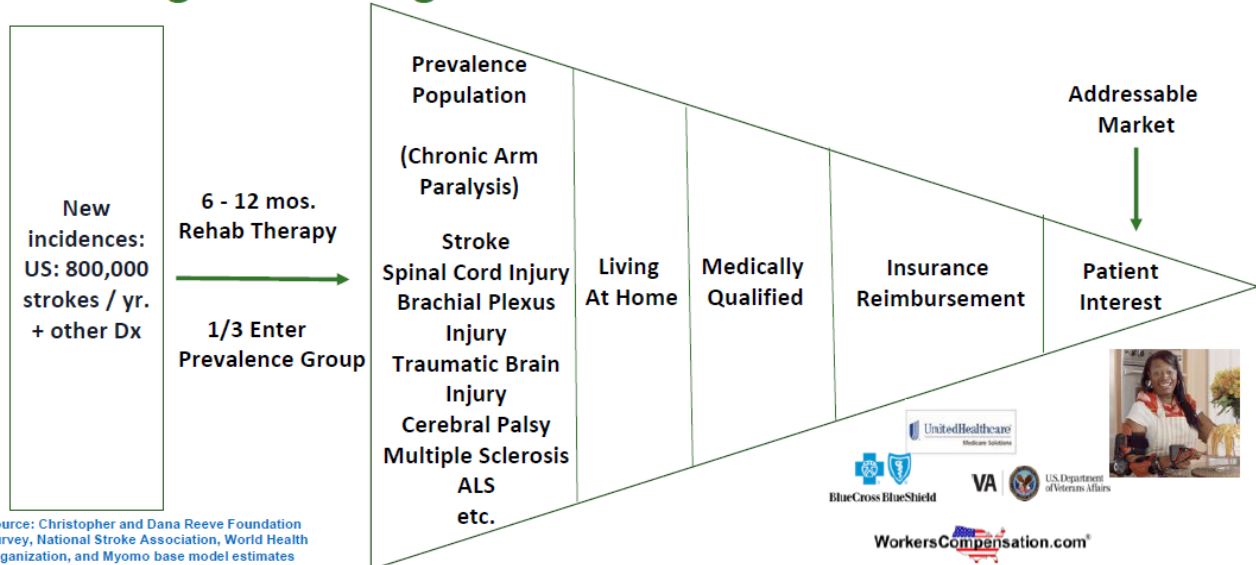 New
incidences:
US: 800,000
strokes / yr.
+ other Dx
6 - 12 mos.
Rehab Therapy
1/3 Enter
Prevalence Group
Prevalence
Population
(Chronic Arm
Paralysis)
Stroke
Spinal Cord Injury
Brachial Plexus
Injury
Traumatic Brain
Injury
Cerebral Palsy
Multiple Sclerosis
ALS
etc.
Living
At Home
Medically
Qualified
Insurance
Reimbursement
Addressable
Market
Patient
Interest
UnitedHealthcare
Medicare Solutions
BlueCross BlueShield
VA
U.S. Department
of Veterans Affairs
WorkersCompensation.com®
ource: Christopher and Dana Reeve Foundation
urvey, National Stroke Association, World Health
rganization, and Myomo base model estimates